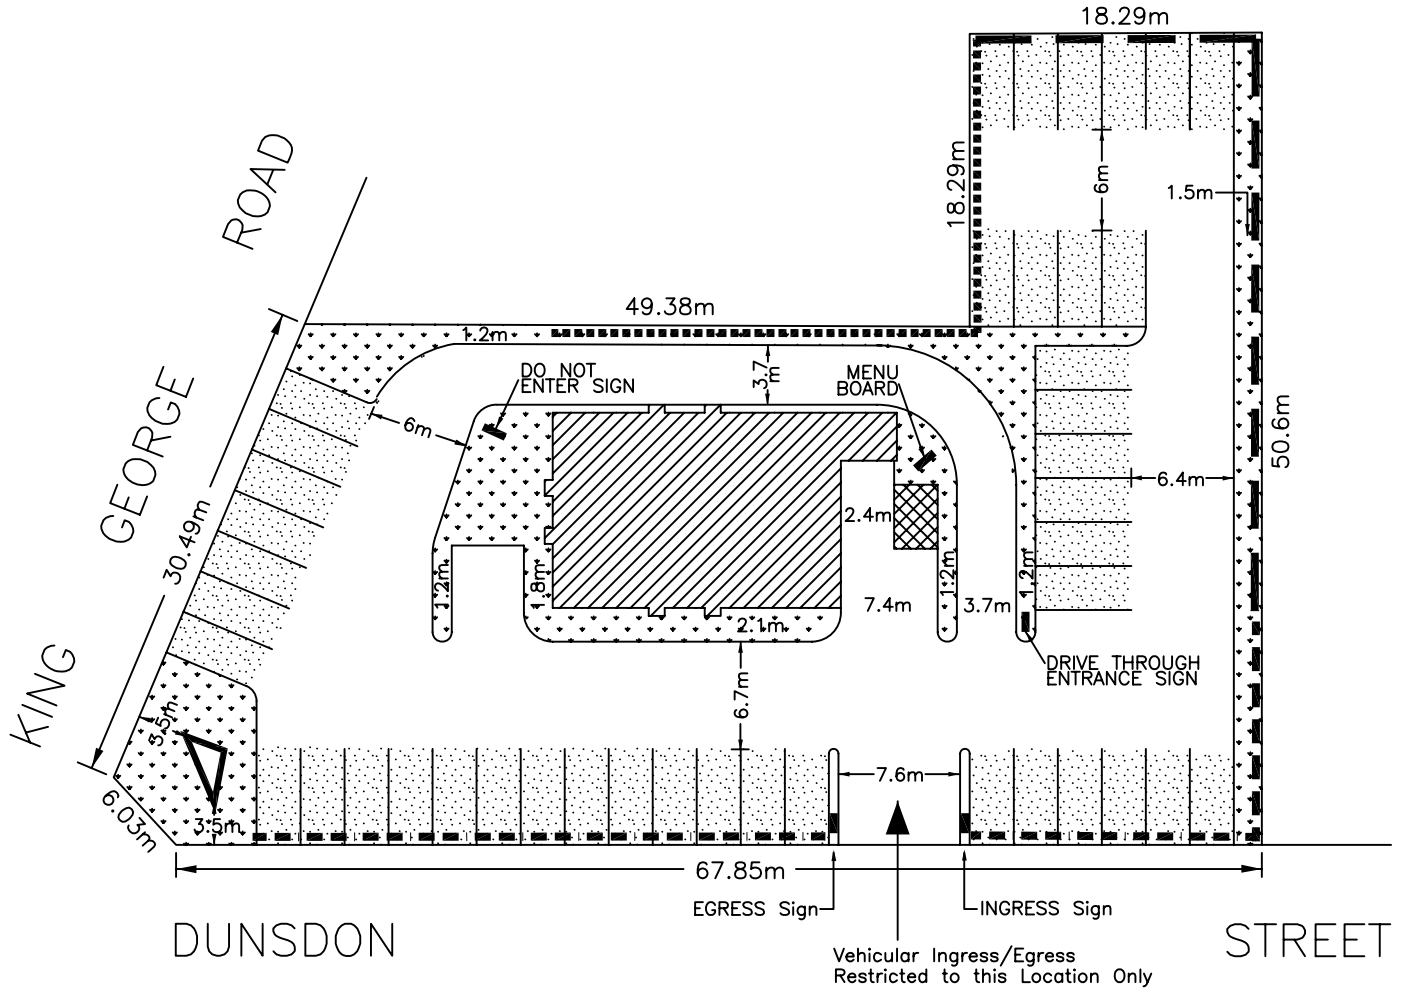 18.29m
18.29m
6m
1.5m
ROAD
49.38m
1.2m
DO NOT
ENTER SIGN
3.7
m
MENU
BOARD
GEORGE
6m
50.6m
6.4m
30.49m
2.4m
1.2m
1.8m
1.2m
1.2m
7.4m
3.7m
2.1m
KING
DRIVE THROUGH
ENTRANCE SIGN
6.7m
3.5m
7.6m
6.03m
3.5m
67.85m
EGRESS Sign
INGRESS Sign
DUNSDON
STREET
Vehicular Ingress/Egress
Restricted to this Location Only